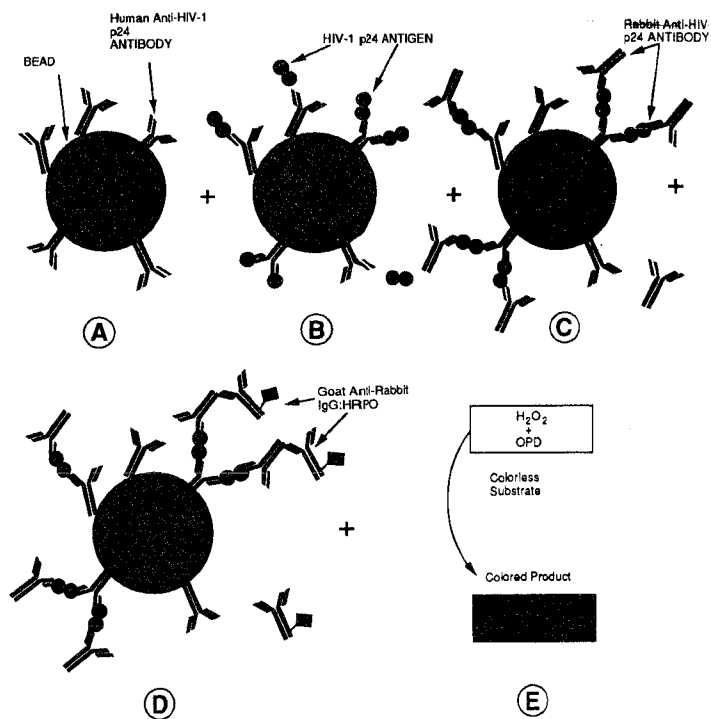 Human Anti-HIV-1
p24
ANTIBODY
BEAD
HIV-1 p24 ANTIGEN
Rabbit Anti-HIV
p24 ANTIBODY
+
+
+
A
B
C
Goat Anti-Rabbit
IgG:HRPO
H₂O₂
+
OPD
Colorless
Substrate
+
Colored Product
D
E